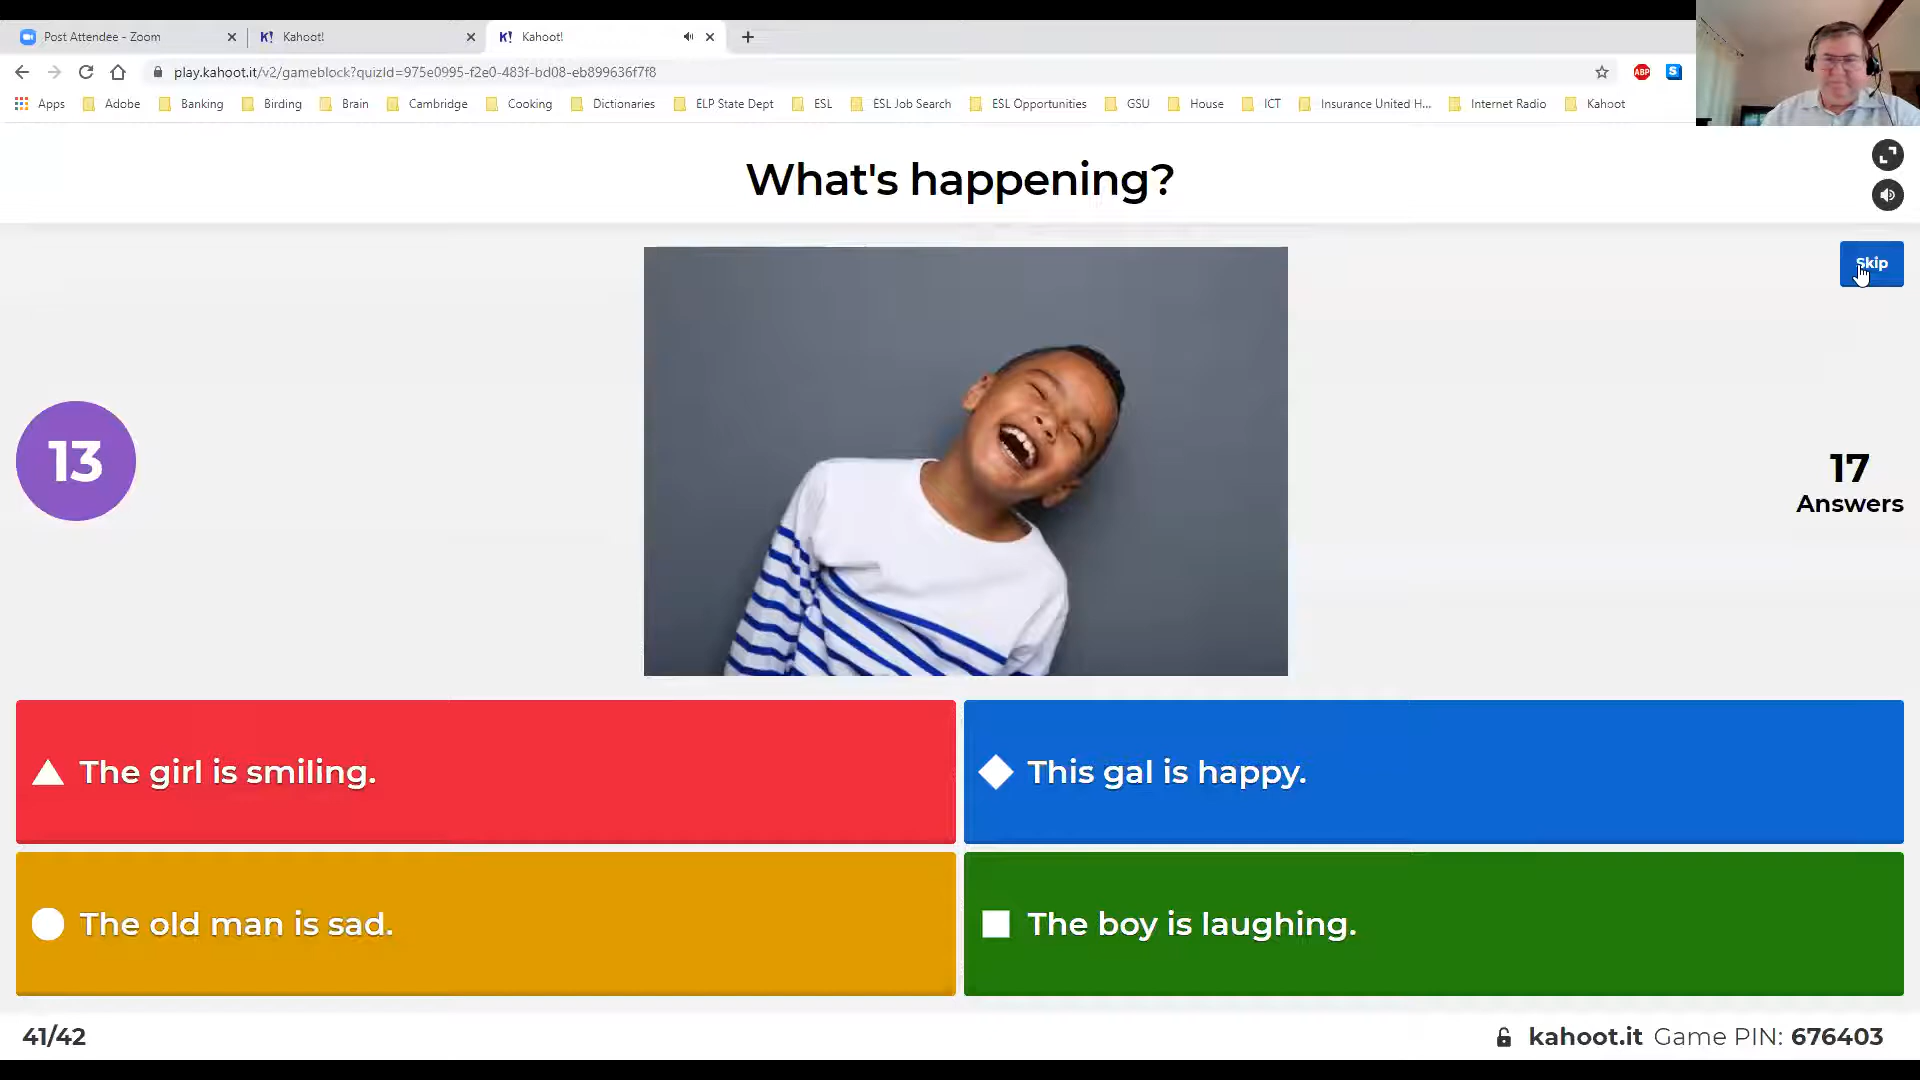 Post Attendee - Zoom
K! Kahoot!
K! Kahoot!
play.kahoot.it/v2/gameblock?quizId=975e0995-f2e0-483f-bd08-eb899636f7f8
ABP
S
Apps Adobe Banking Birding Brain Cambridge Cooking Dictionaries ELP State Dept ESL ESL Job Search ESL Opportunities GSU House ICT Insurance United H... Internet Radio Kahoot
What's happening?
Skip
13
17
Answers
The girl is smiling.
This gal is happy.
The old man is sad.
The boy is laughing.
41/42
kahoot.it Game PIN: 676403